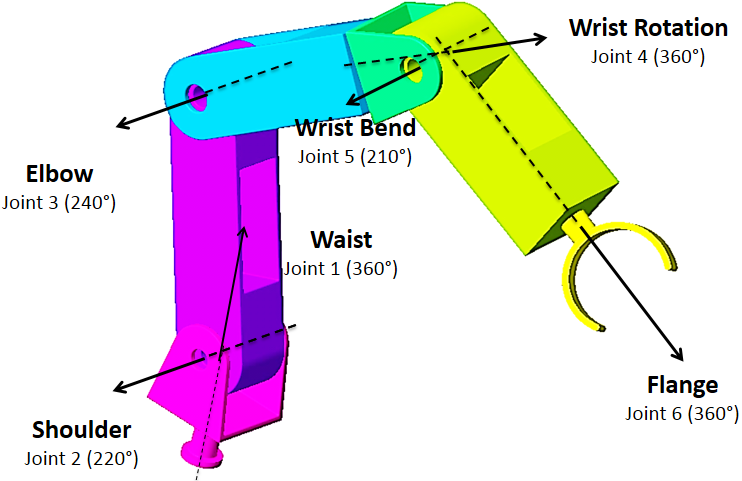 Wrist Rotation
Joint 4 (360°)
Wrist Bend
Joint 5 (210°)
Elbow
Joint 3 (240°)
Waist
Joint 1 (360°)
Flange
Joint 6 (360°)
Shoulder
Joint 2 (220°)